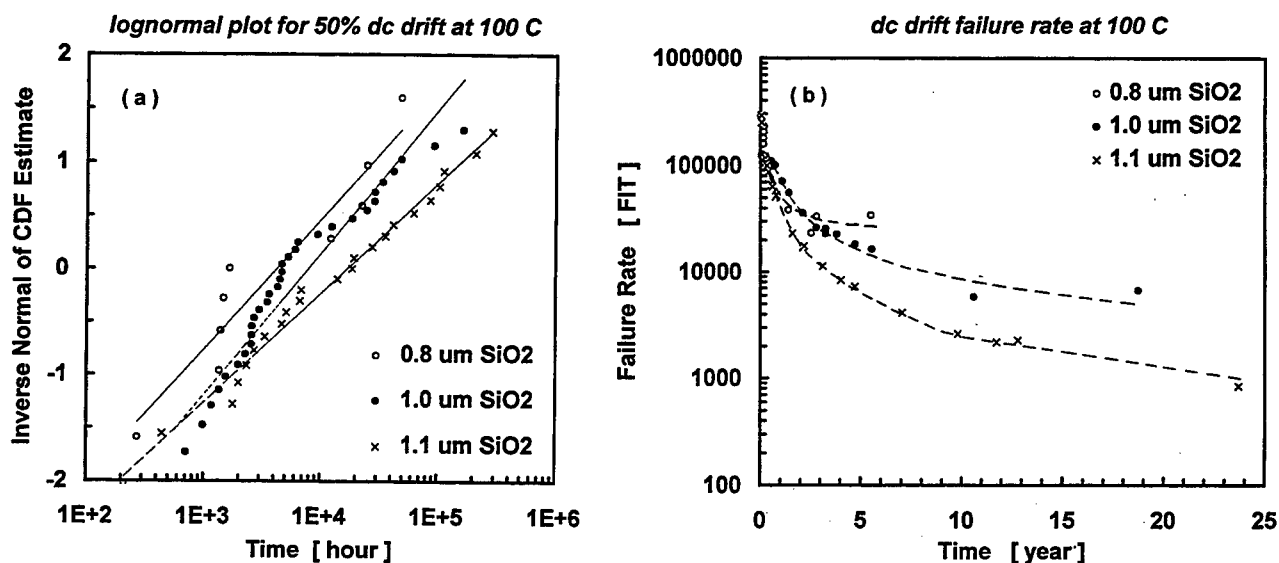 lognormal plot for 50% dc drift at 100 C
2
( a )
1
0
-1
-2
Inverse Normal of CDF Estimate
0.8 um SiO2
1.0 um SiO2
1.1 um SiO2
1E+2 1E+3 1E+4 1E+5 1E+6
Time [ hour ]
dc drift failure rate at 100 C
1000000
( b )
0.8 um SiO2
1.0 um SiO2
1.1 um SiO2
100000
10000
1000
100
Failure Rate [ FIT ]
0 5 10 15 20 25
Time [ year ]